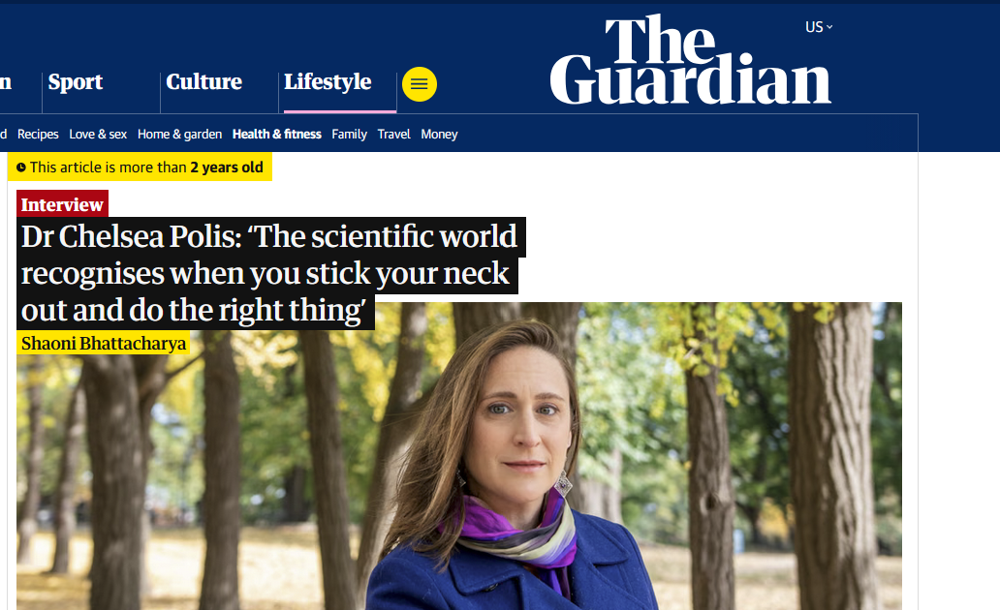 US
The
Guardian
n
Sport
Culture
Lifestyle
d Recipes Love & sex Home & garden Health & fitness Family Travel Money
This article is more than 2 years old
Interview
Dr Chelsea Polis: ‘The scientific world
recognises when you stick your neck
out and do the right thing’
Shaoni Bhattacharya